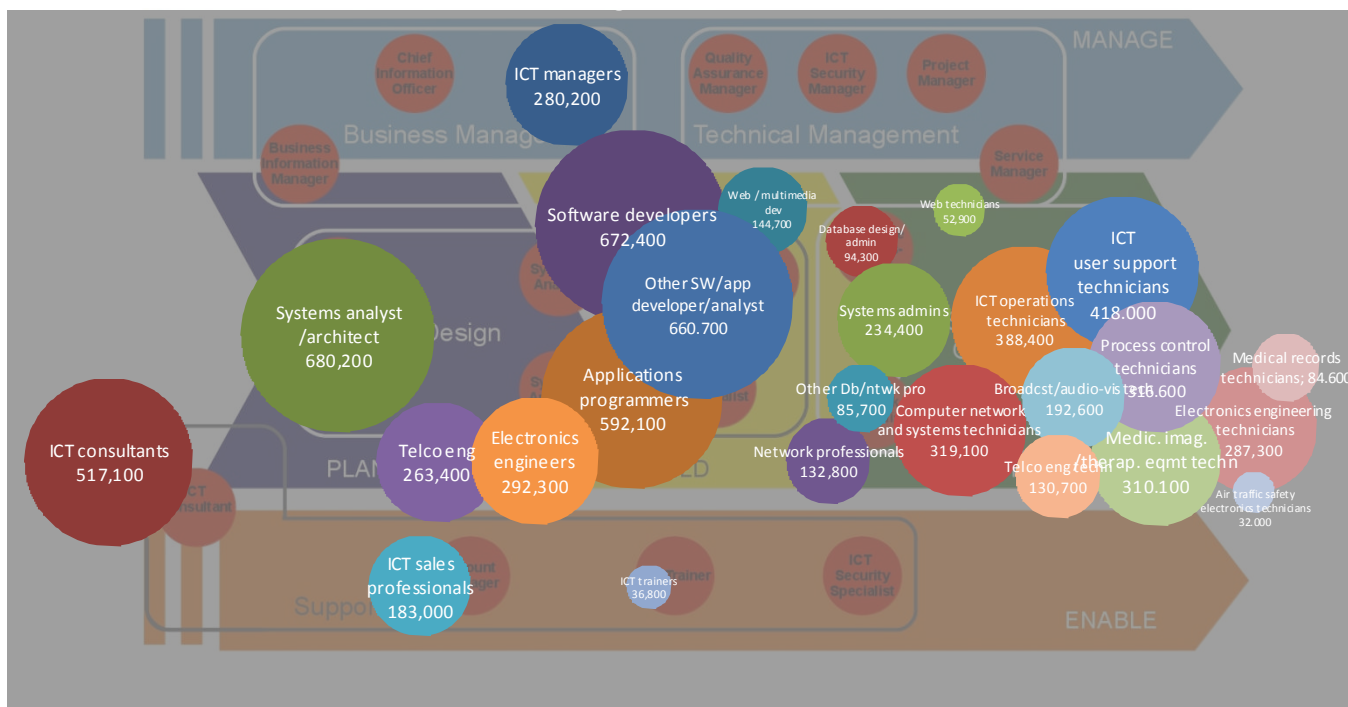 MANAGE
Chief
Information
Officer
ICT managers
280,200
Quality
Assurance
Manager
ICT
Security
Manager
Project
Manager
Business Manage
Technical Management
Business
Information
Manager
Service
Manager
Software developers
672,400
Web / multimedia
dev
144,700
Web technicians
52,900
Database design/
admin
94,300
ICT
user support
technicians
418.000
Systems analyst
/architect
680,200
Design
Other SW/app
developer/analyst
660.700
Systems admins
234,400
ICT operations
technicians
388,400
Process control
technicians
316.600
Medical records
technicians; 84.600
Applications
programmers
592,100
Other Db/ntwk pro
85,700
Broadcst/audio-vis tech
192,600
Computer network
and systems technicians
319,100
Electronics engineering
technicians
287,300
ICT consultants
517,100
PLAN
Telco eng
263,400
Electronics
engineers
292,300
Network professionals
132,800
Telco eng techn
130,700
Medic. imag.
/therap. eqmt techn
310.100
Air traffic safety
electronics technicians
32.000
ICT sales
professionals
183,000
ICT trainers
36,800
Trainer
ICT
Security
Specialist
Suppor
ENABLE